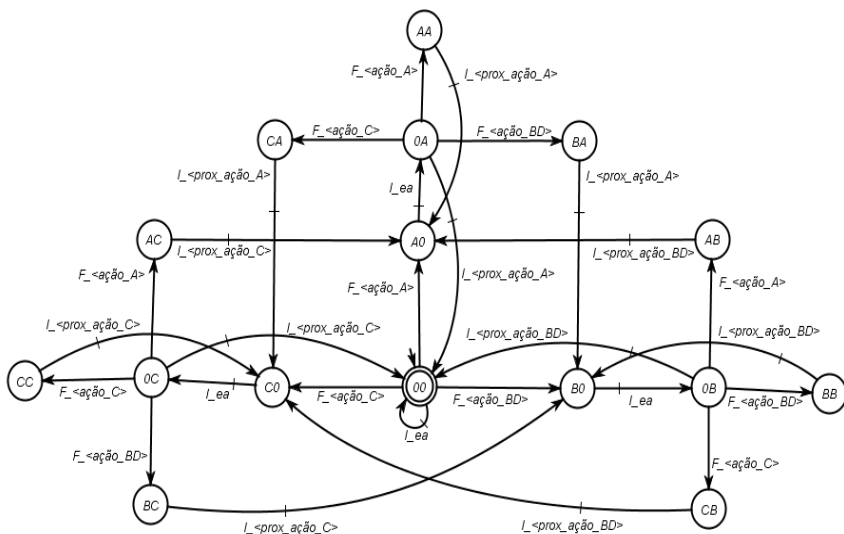 AA
F_<ação_A>
I_<prox_ação_A>
CA
F_<ação_C>
0A
F_<ação_BD>
BA
I_<prox_ação_A>
I_ea
I_<prox_ação_A>
AC
I_<prox_ação_C>
A0
I_<prox_ação_BD>
AB
F_<ação_A>
F_<ação_A>
I_<prox_ação_A>
F_<ação_A>
I_<prox_ação_C>
I_<prox_ação_C>
I_<prox_ação_BD>
I_<prox_ação_BD>
CC
F_<ação_C>
0C
I_ea
C0
F_<ação_C>
00
F_<ação_BD>
B0
I_ea
0B
F_<ação_BD>
BB
I_ea
F_<ação_BD>
F_<ação_C>
BC
I_<prox_ação_C>
I_<prox_ação_BD>
CB